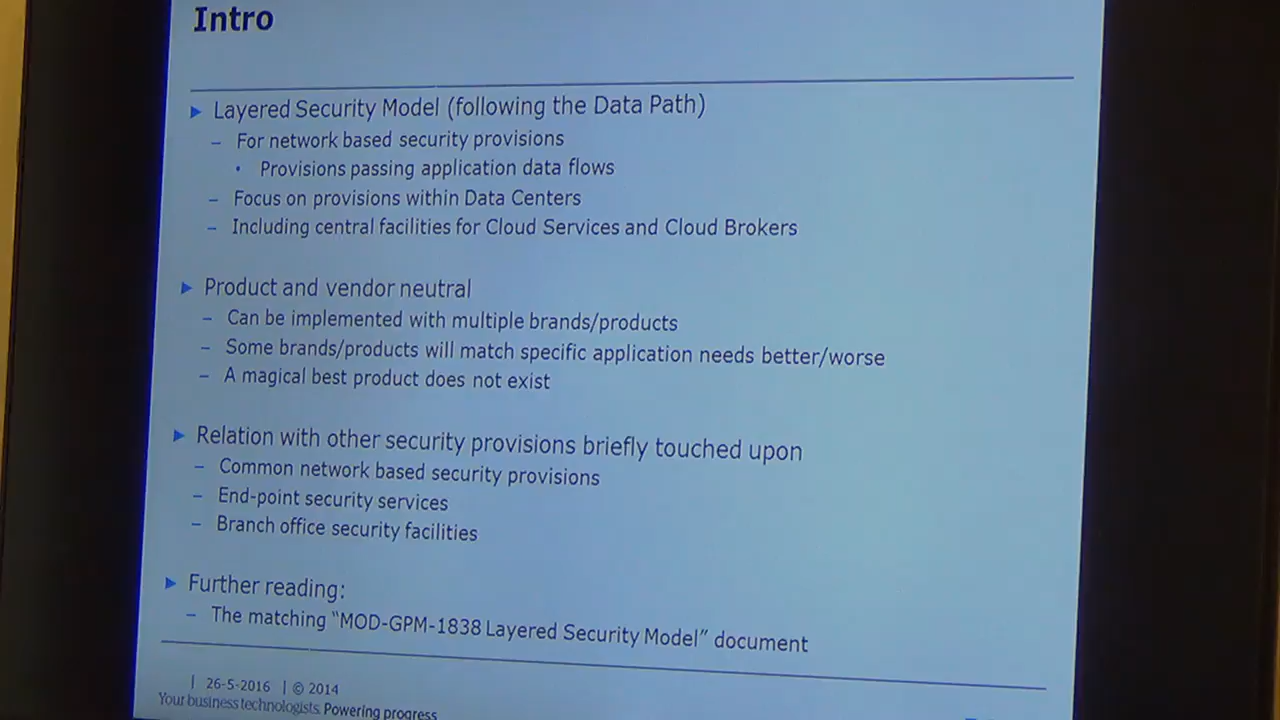 Intro
► Layered Security Model (following the Data Path)
– For network based security provisions
• Provisions passing application data flows
– Focus on provisions within Data Centers
– Including central facilities for Cloud Services and Cloud Brokers
► Product and vendor neutral
– Can be implemented with multiple brands/products
– Some brands/products will match specific application needs better/worse
– A magical best product does not exist
► Relation with other security provisions briefly touched upon
– Common network based security provisions
– End-point security services
– Branch office security facilities
► Further reading:
– The matching “MOD-GPM-1838 Layered Security Model” document
| 26-5-2016 | © 2014
Your business technologists. Powering progress